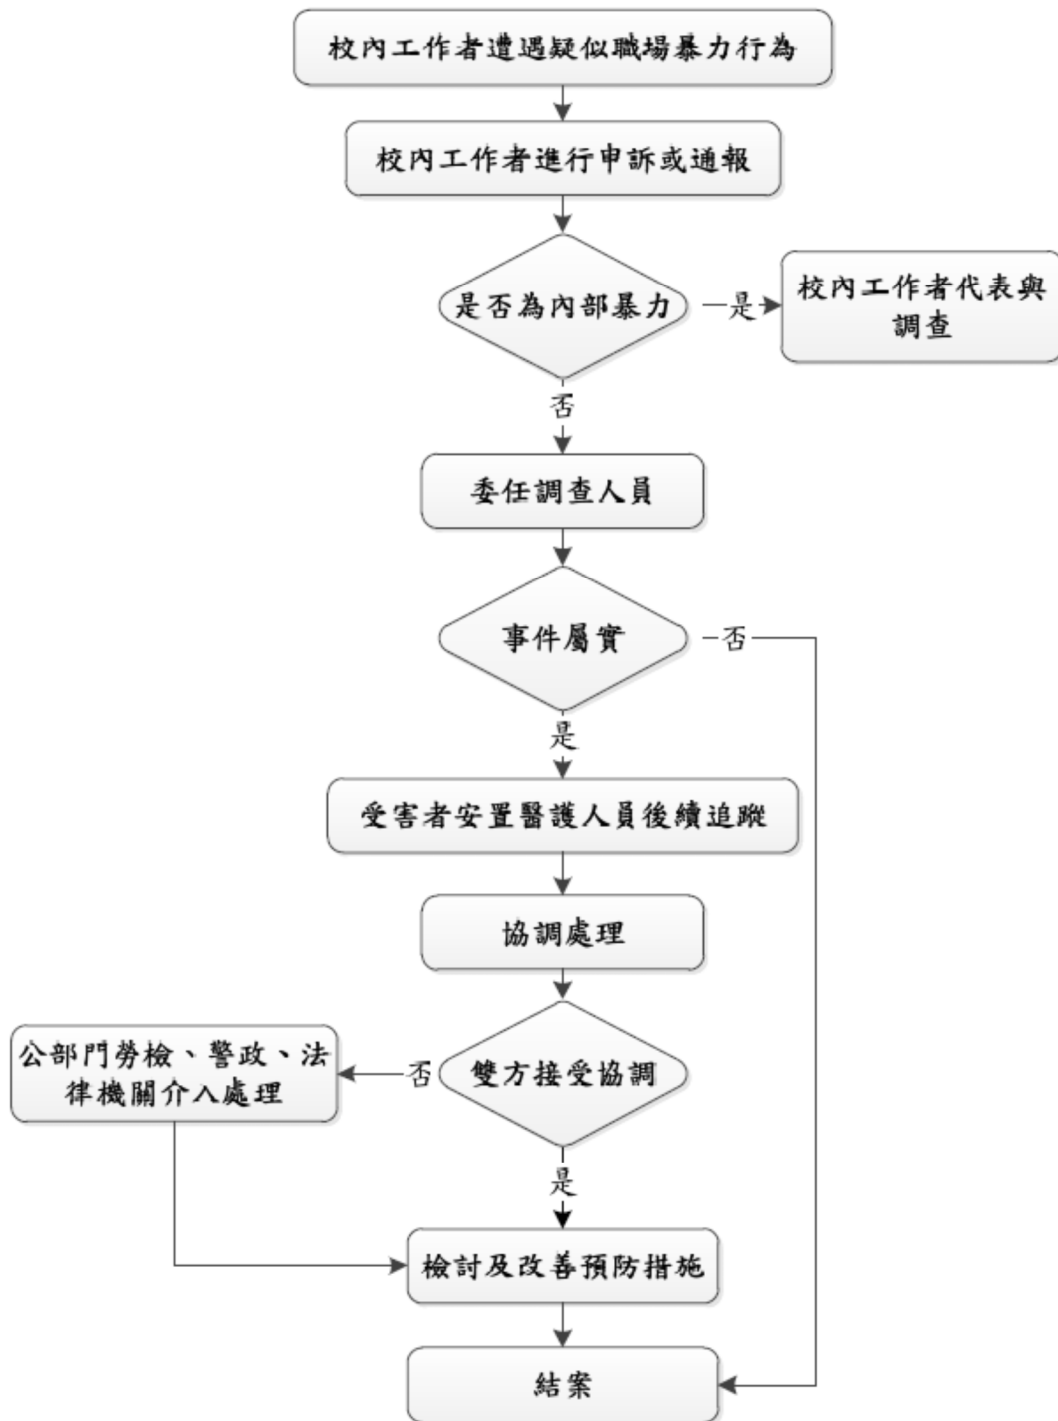 校內工作者遭遇疑似職場暴力行為
校內工作者進行申訴或通報
是否為內部暴力
是
校內工作者代表與
調查
否
委任調查人員
事件屬實
否
是
受害者安置醫護人員後續追蹤
協調處理
雙方接受協調
否
公部門勞檢、警政、法
律機關介入處理
是
檢討及改善預防措施
結案